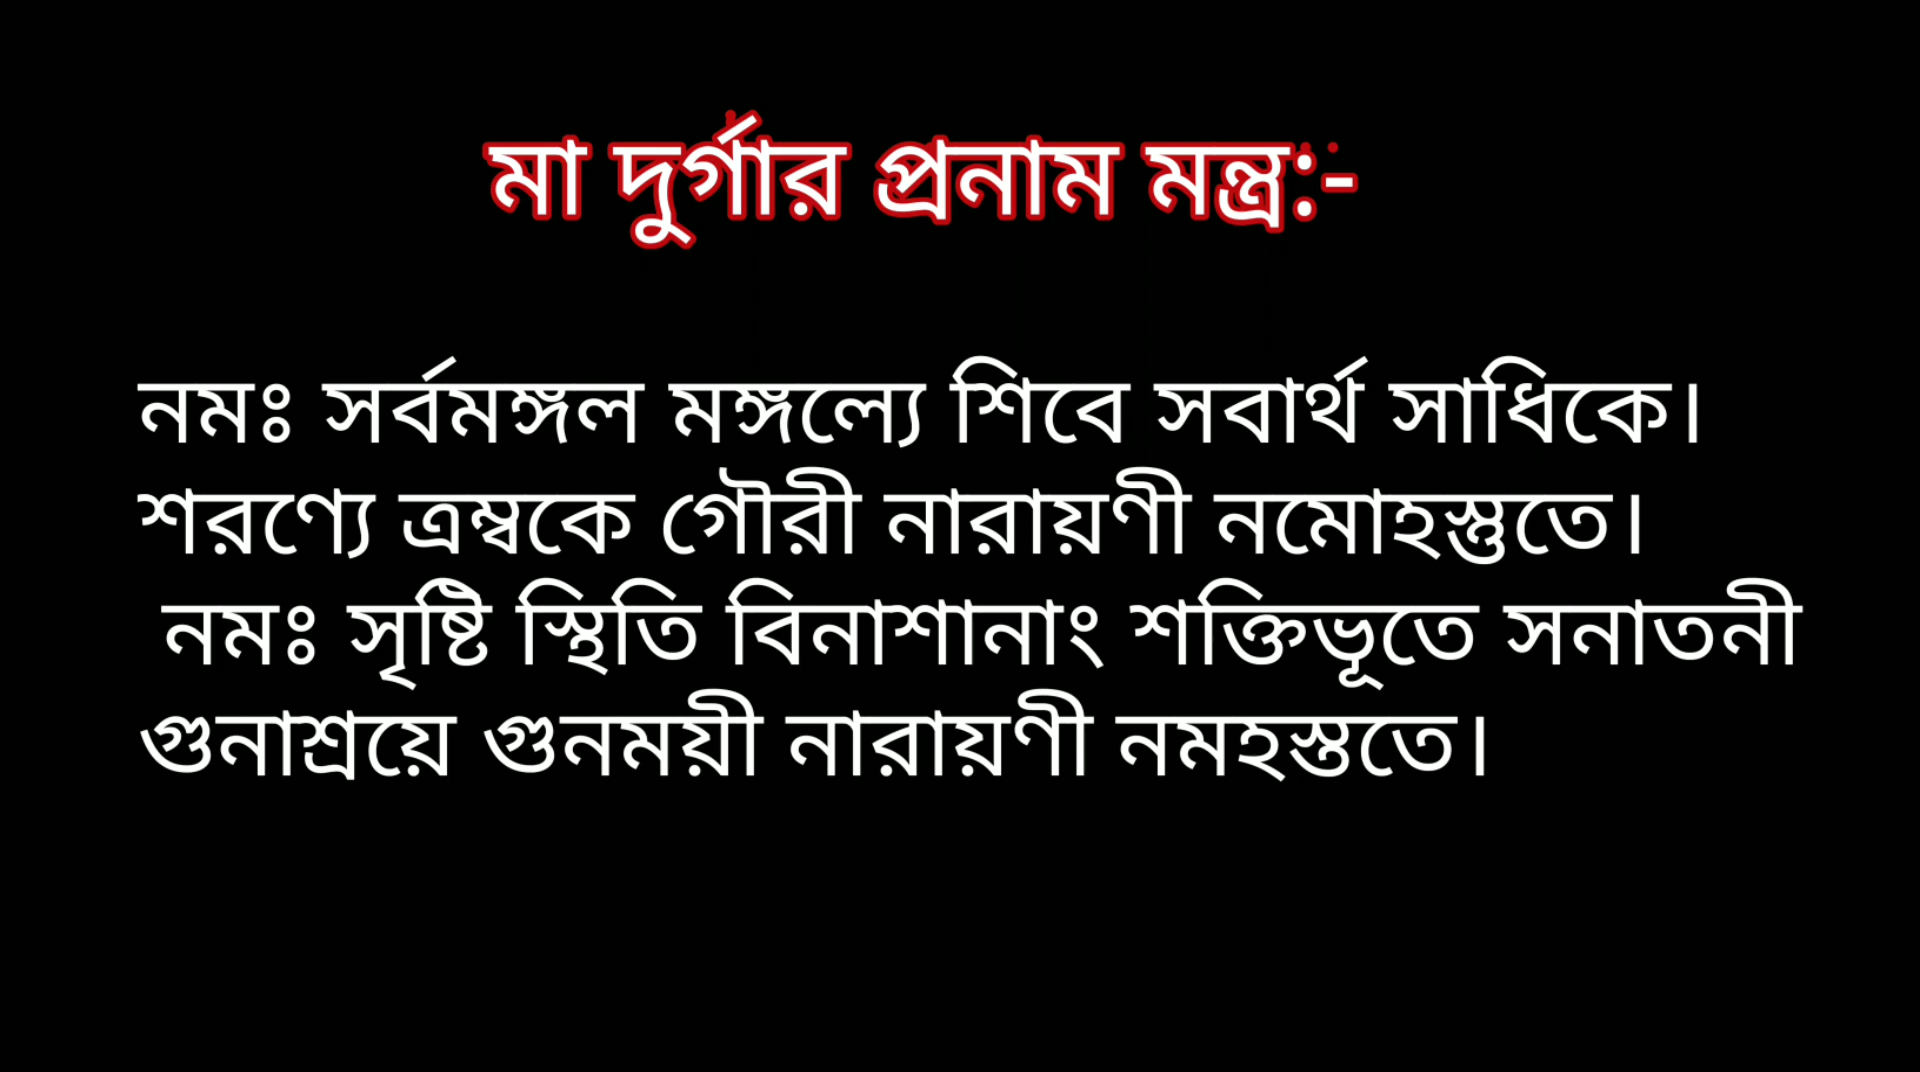 মা দুর্গার প্রনাম মন্ত্র:-
নমঃ সর্বমঙ্গল মঙ্গল্যে শিবে সবার্থ সাধিকে।
শরণ্যে ত্রম্বকে গৌরী নারায়ণী নমোহস্তুতে।
নমঃ সৃষ্টি স্থিতি বিনাশানাং শক্তিভূতে সনাতনী
গুনাশ্রয়ে গুনময়ী নারায়ণী নমহস্ততে।